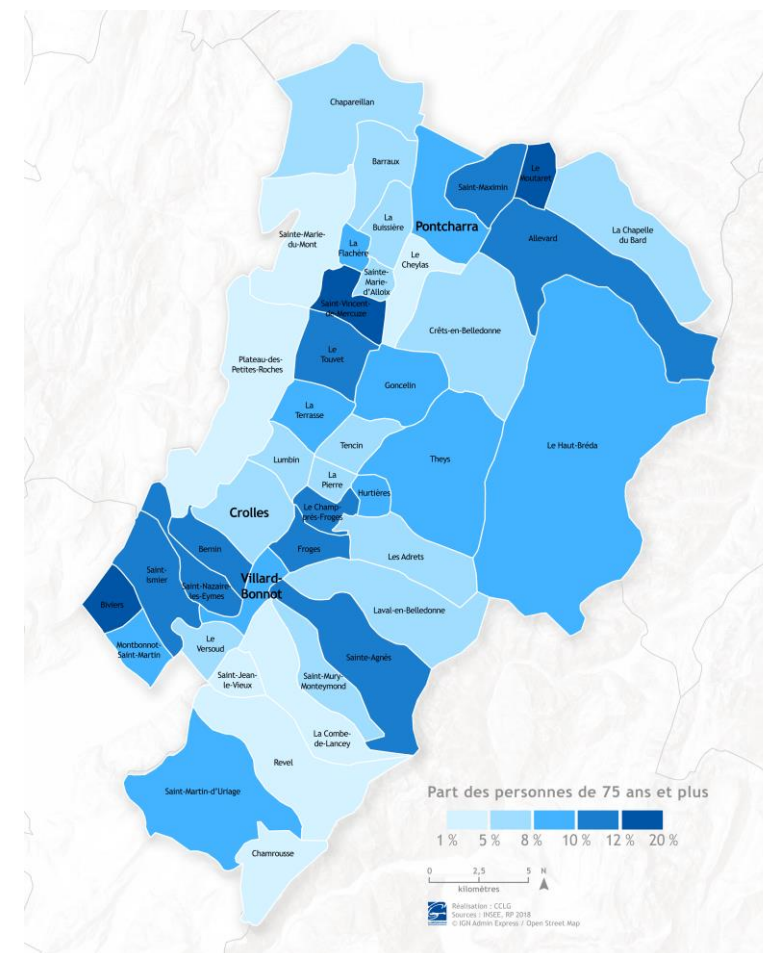 Chapareillan
Barraux
Le
Moutaret
Saint-Maximin
La
Buissière
Pontcharra
La Chapelle
du Bard
Sainte-Marie-
du-Mont
Allevard
La
Flachère
Le
Cheylas
Sainte-
Marie-
d'Alloix
Saint-Vincent-
de-Mercuze
Crêts-en-Belledonne
Le
Touvet
Plateau-des-
Petites-Roches
Goncelin
La
Terrasse
Tencin
Le Haut-Bréda
Lumbin
Theys
La
Pierre
Hurtières
Crolles
Le Champ-
près-Froges
Bernin
Froges
Les Adrets
Saint-
Ismier
Villard-
Bonnot
Saint-Nazaire-
les-Eymes
Biviers
Laval-en-Belledonne
Le
Versoud
Montbonnot-
Saint-Martin
Sainte-Agnès
Saint-Jean-
le-Vieux
Saint-Mury-
Monteymond
La Combe-
de-Lancey
Revel
Saint-Martin-d'Uriage
Chamrousse
Part des personnes de 75 ans et plus
1 % 5 % 8 % 10 % 12 % 20 %
0 2,5 5 N
kilomètres
Réalisation : CCLG
Sources : INSEE, RP 2018
© IGN Admin Express / Open Street Map